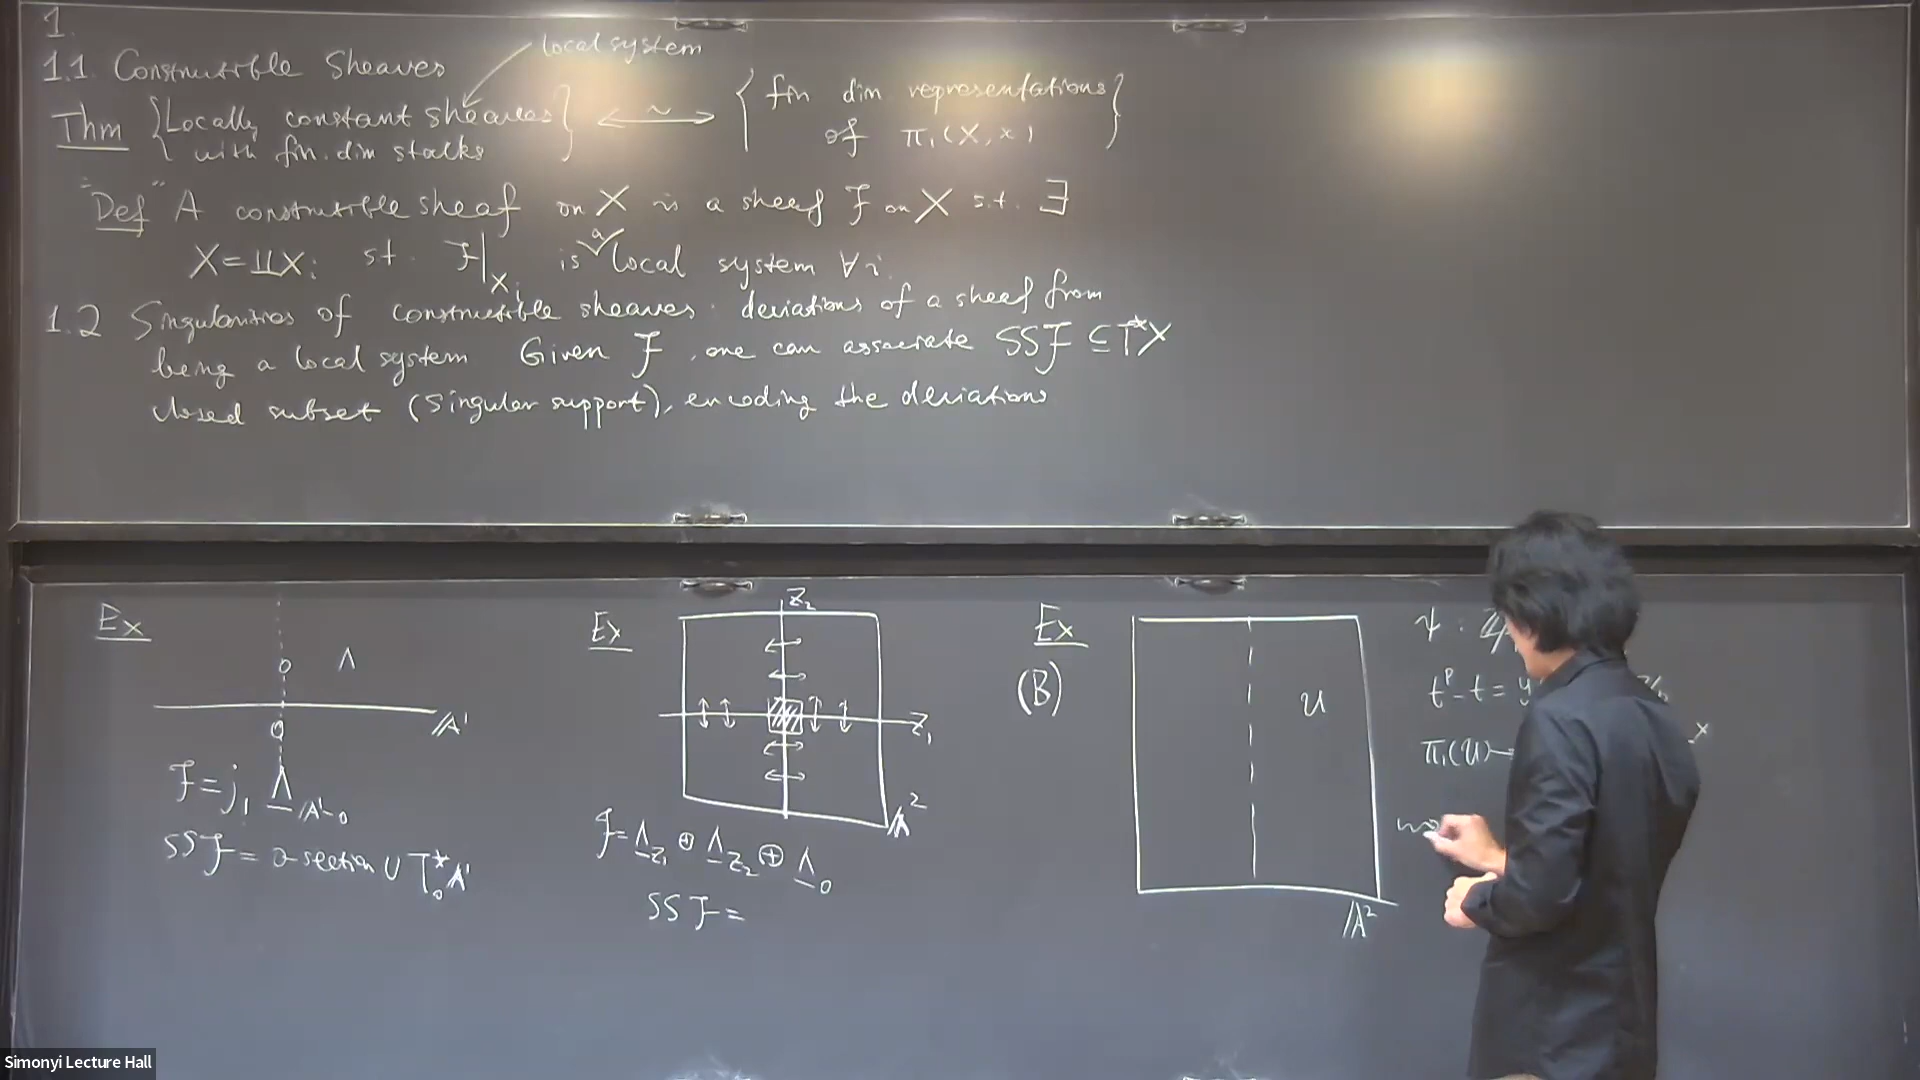 1.
1.1 Constructible Sheaves
local system
Thm {Locally constant sheaves with fin. dim stalks} ⟷~ {fin dim representations of π₁(X, x)}
"Def" A constructible sheaf on X is a sheaf F on X s.t. ∃
X = ⨿Xᵢ st. F|Xᵢ is a local system ∀i.
1.2 Singularities of constructible sheaves: deviations of a sheaf from
being a local system Given F, one can associate SSF ⊆ T*X
closed subset (singular support), encoding the deviations
Ex
Λ
0
0
𝔸¹
F = j! Λ_𝔸¹-0
SSF = 0-section ∪ T₀*𝔸¹
Ex
Z₂
Z₁
𝔸²
F = Λ_Z₁ ⊕ Λ_Z₂ ⊕ Λ₀
SSF =
Ex
(B)
U
𝔸²
ψ :
tᵖ-t = y
π₁(U)
x
Simonyi Lecture Hall